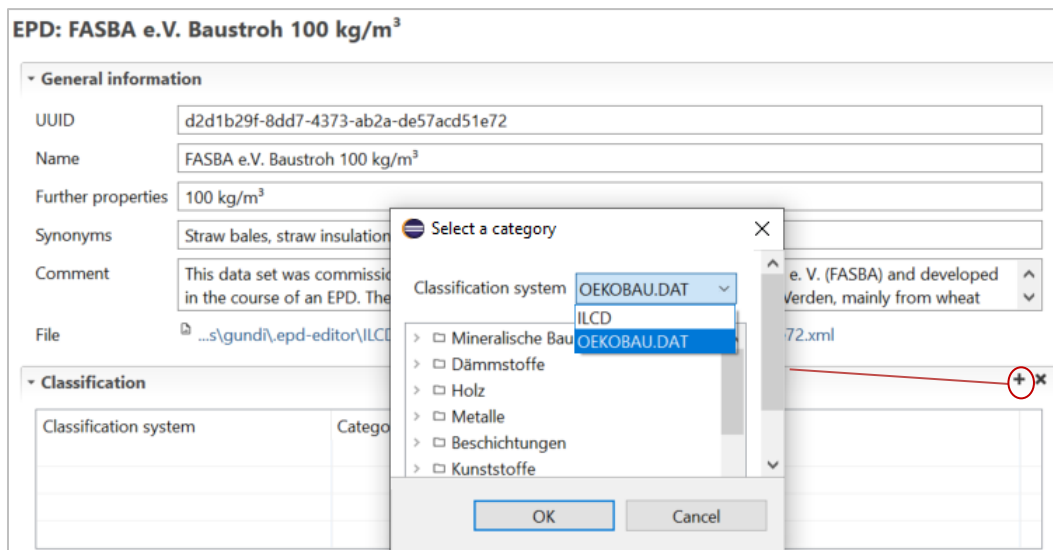 EPD: FASBA e.V. Baustroh 100 kg/m³
General information
UUID d2d1b29f-8dd7-4373-ab2a-de57acd51e72
Name FASBA e.V. Baustroh 100 kg/m³
Further properties 100 kg/m³
Synonyms Straw bales, straw insulation
Comment This data set was commissio e. V. (FASBA) and developed
in the course of an EPD. The Verden, mainly from wheat
File ...s\gundi\.epd-editor\ILCD 72.xml
Classification
Classification system Catego
Select a category
Classification system OEKOBAU.DAT
ILCD
OEKOBAU.DAT
Mineralische Bau
Dämmstoffe
Holz
Metalle
Beschichtungen
Kunststoffe
OK Cancel